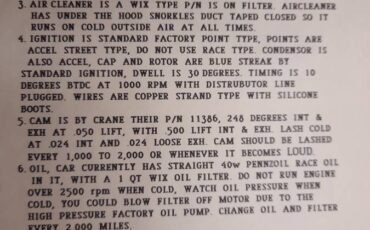 3. AIR CLEANER IS A WIX TYPE P/N IS ON FILTER. AIRCLEANER
HAS UNDER THE HOOD SNORKLES DUCT TAPED CLOSED SO IT
RUNS ON COLD OUTSIDE AIR AT ALL TIMES.
4. IGNITION IS STANDARD FACTORY POINT TYPE, POINTS ARE
ACCEL STREET TYPE, DO NOT USE RACE TYPE. CONDENSOR IS
ALSO ACCEL, CAP AND ROTOR ARE BLUE STREAK BY
STANDARD IGNITION, DWELL IS 30 DEGREES. TIMING IS 10
DEGREES BTDC AT 1000 RPM WITH DISTRUBUTOR LINE
PLUGGED. WIRES ARE COPPER STRAND TYPE WITH SILICONE
BOOTS.
5. CAM IS BY CRANE THEIR P/N 11386, 248 DEGREES INT &
EXH AT .050 LIFT, WITH .500 LIFT INT & EXH. LASH COLD
AT .024 INT AND .024 LOOSE EXH. CAM SHOULD BE LASHED
EVERY 1,000 TO 2,000 OR WHENEVER IT BECOMES LOUD.
6. OIL, CAR CURRENTLY HAS STRAIGHT 40w PENNZOIL RACE OIL
IN IT, WITH A 1 QT WIX OIL FILTER. DO NOT RUN ENGINE
OVER 2500 rpm WHEN COLD, WATCH OIL PRESSURE WHEN
COLD, YOU COULD BLOW FILTER OFF MOTOR DUE TO THE
HIGH PRESSURE FACTORY OIL PUMP. CHANGE OIL AND FILTER
EVERY 2,000 MILES.